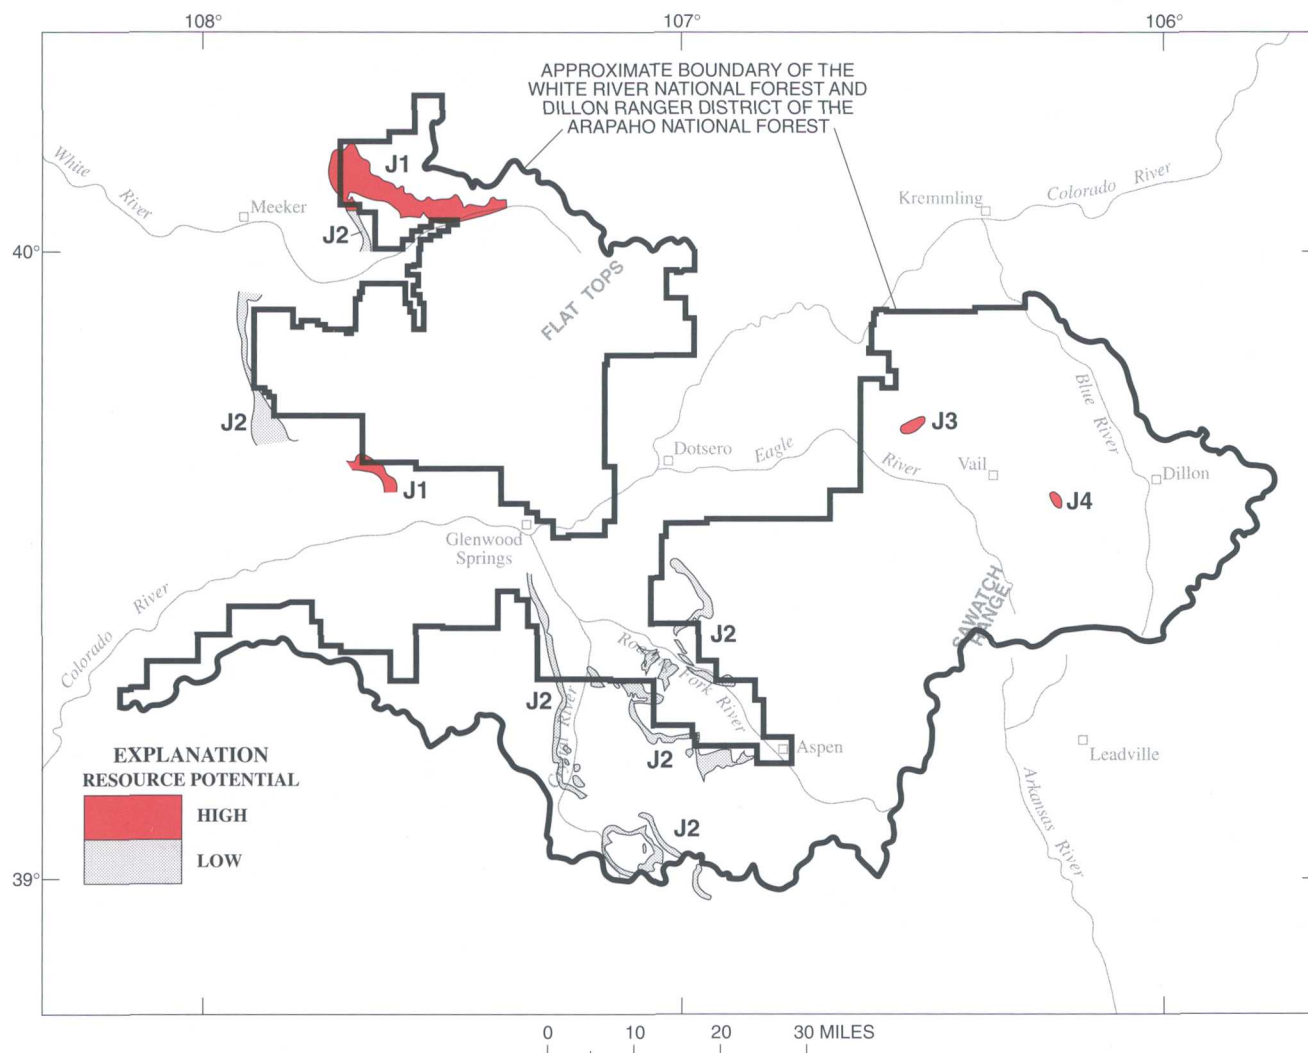 108°
107°
106°
APPROXIMATE BOUNDARY OF THE
WHITE RIVER NATIONAL FOREST AND
DILLON RANGER DISTRICT OF THE
ARAPAHO NATIONAL FOREST
White
River
J1
Meeker
J2
40°
FLAT TOPS
Kremmling
Colorado River
J2
J1
Dotsero
Eagle
River
J3
Vail
Blue River
Dillon
J4
Glenwood
Springs
SAWATCH
RANGE
Colorado River
J2
Roaring Fork River
J2
Crystal River
J2
Aspen
Leadville
Arkansas River
J2
EXPLANATION
RESOURCE POTENTIAL
HIGH
LOW
39°
0 10 20 30 MILES